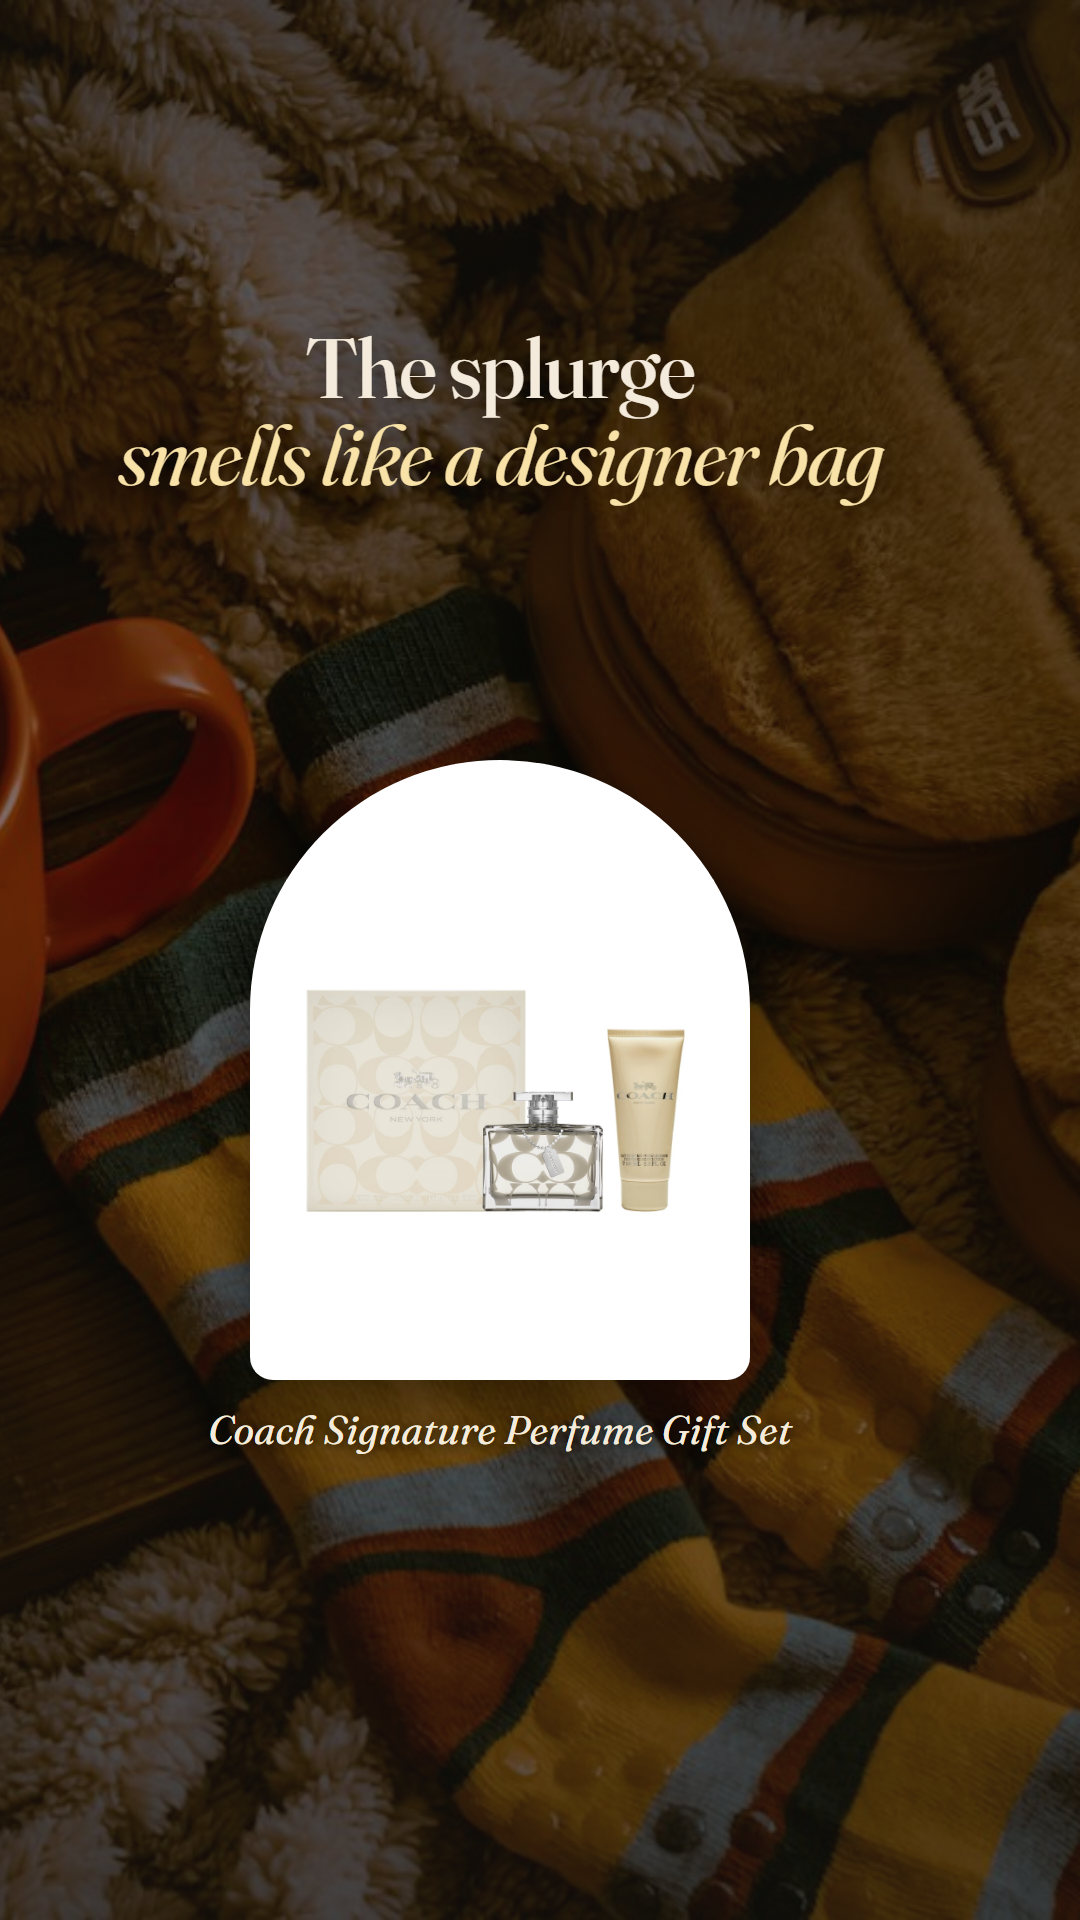 The splurge
smells like a designer bag
COACH
NEW YORK
COACH
Coach Signature Perfume Gift Set